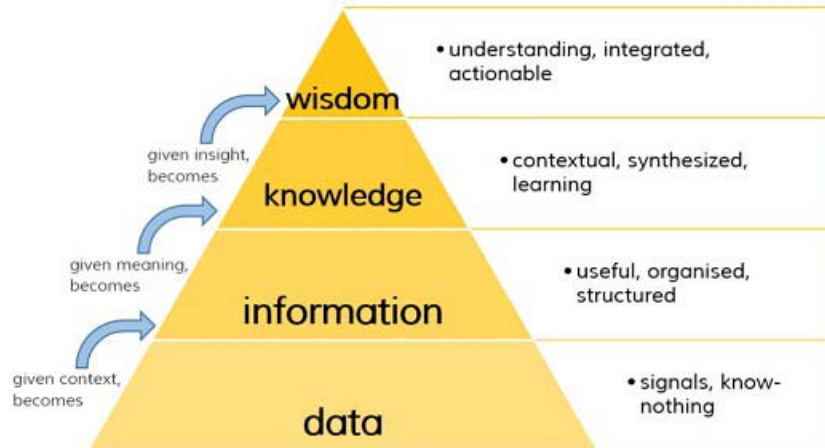 • understanding, integrated,
actionable
wisdom
given insight,
becomes
• contextual, synthesized,
learning
knowledge
given meaning,
becomes
• useful, organised,
structured
information
given context,
becomes
• signals, know-
nothing
data